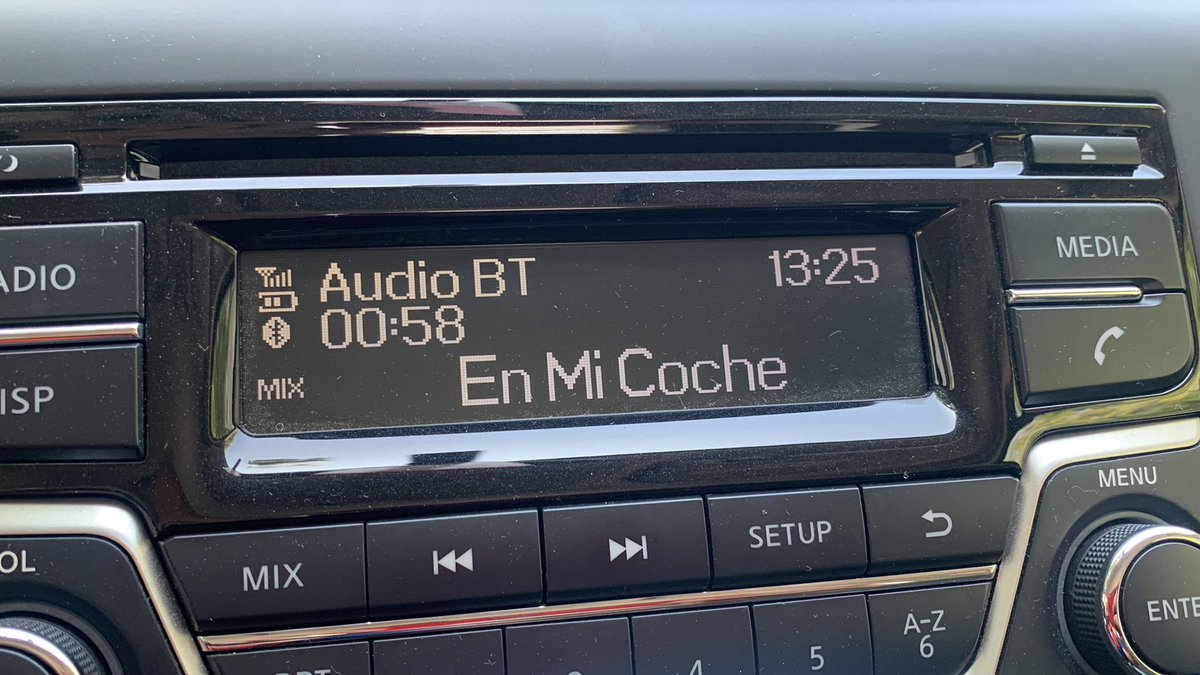 ADIO
DISP
Audio BT 13:25
00:58
MIX
En Mi Coche
MEDIA
MENU
OL
MIX
SETUP
ENTE
4
5
A-Z
6